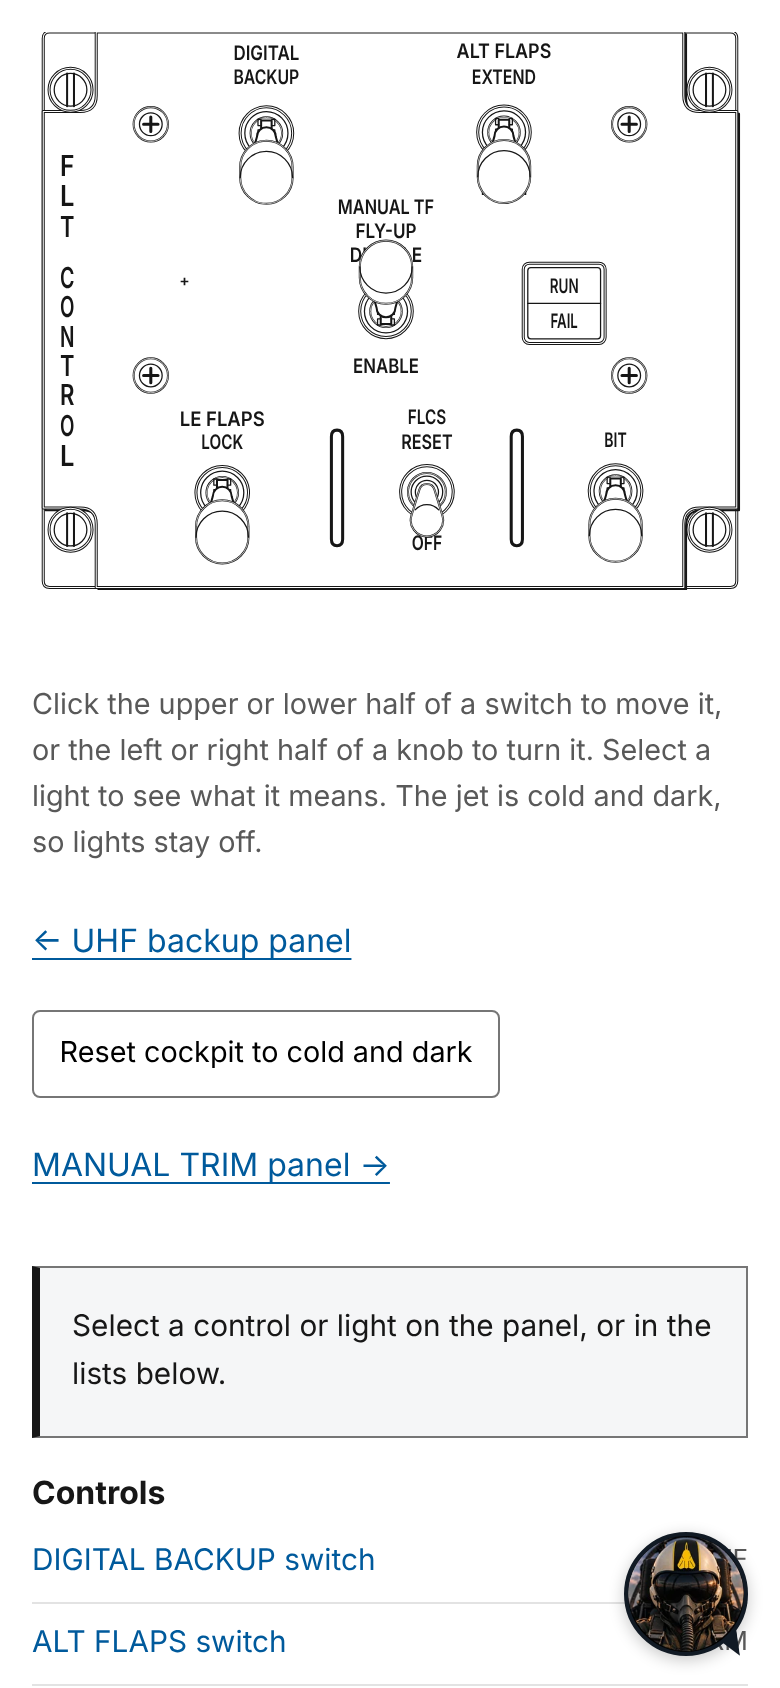 DIGITAL
BACKUP
ALT FLAPS
EXTEND
FLT CONTROL
MANUAL TF
FLY-UP
ENABLE
RUN
FAIL
LE FLAPS
LOCK
FLCS
RESET
OFF
BIT
Click the upper or lower half of a switch to move it,
or the left or right half of a knob to turn it. Select a
light to see what it means. The jet is cold and dark,
so lights stay off.
← UHF backup panel
Reset cockpit to cold and dark
MANUAL TRIM panel →
Select a control or light on the panel, or in the
lists below.
Controls
DIGITAL BACKUP switch
ALT FLAPS switch